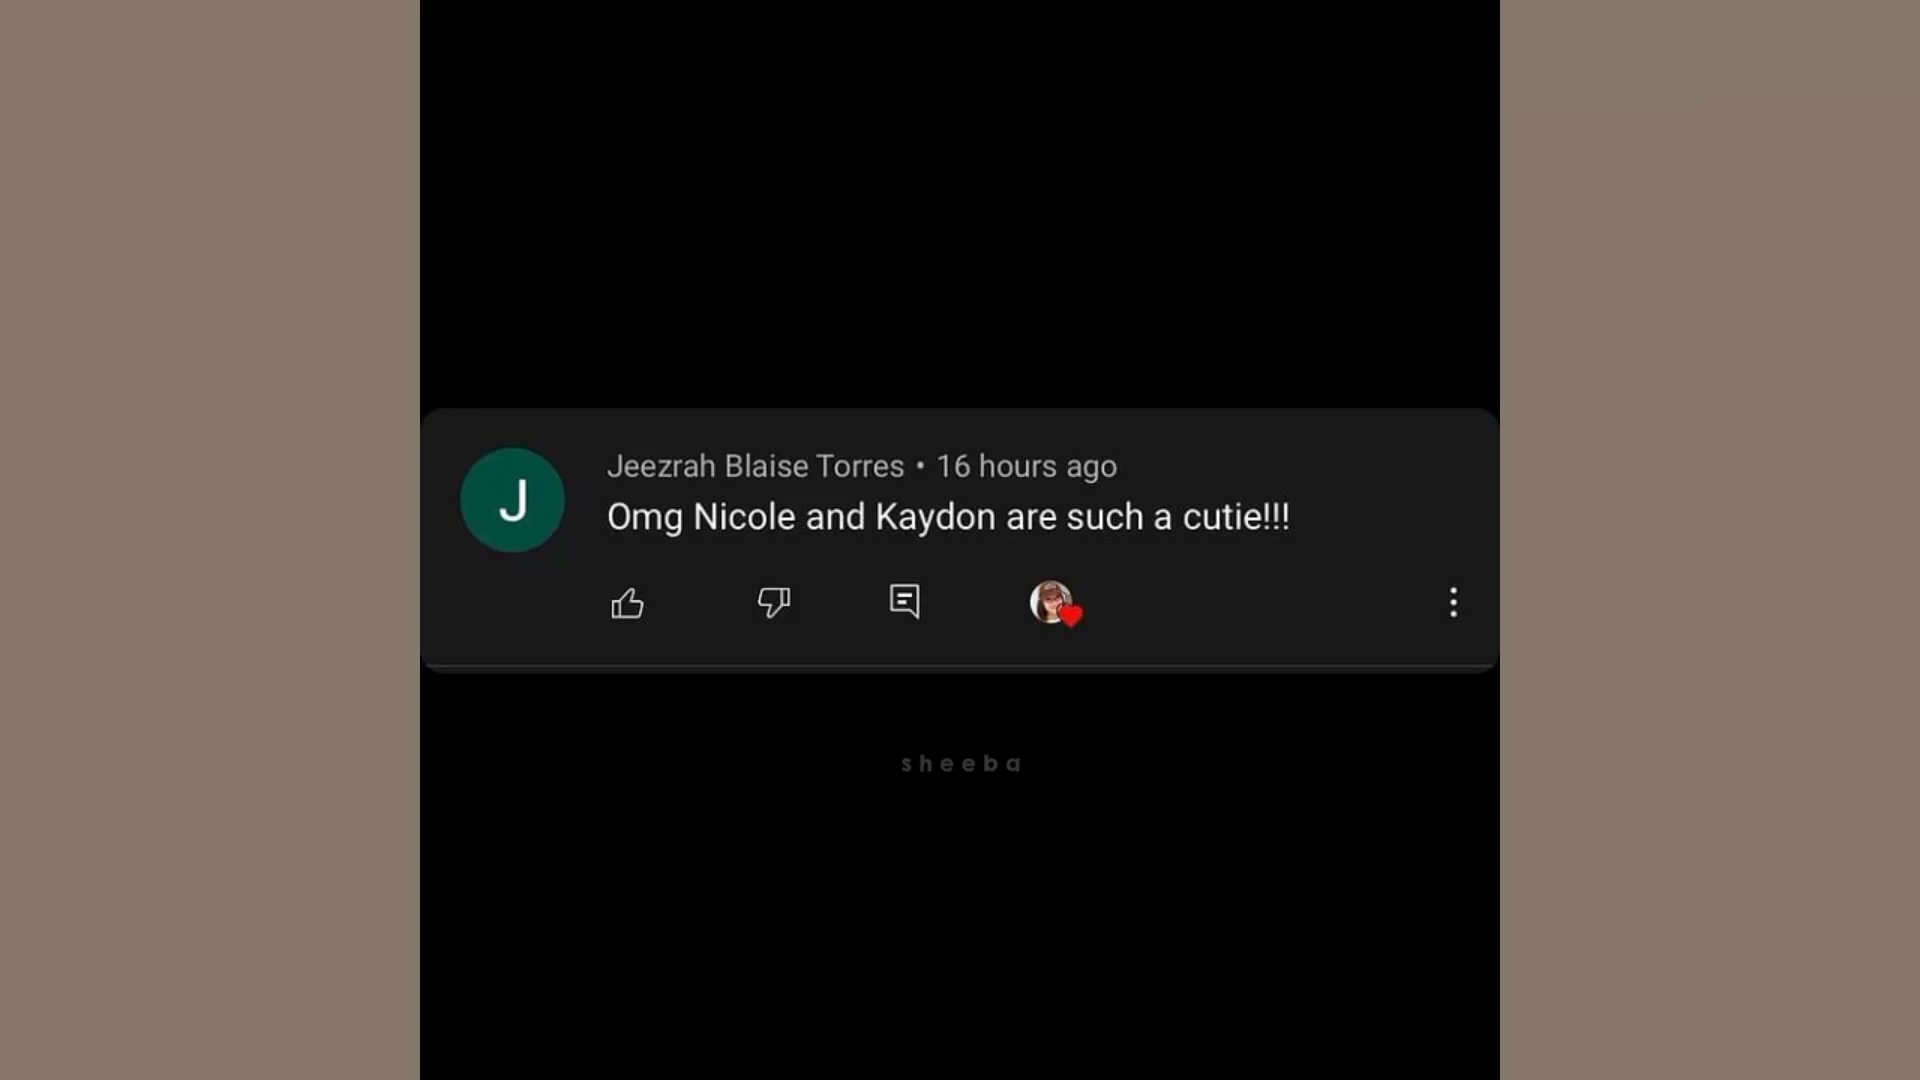 J
Jeezrah Blaise Torres • 16 hours ago
Omg Nicole and Kaydon are such a cutie!!!
sheeba